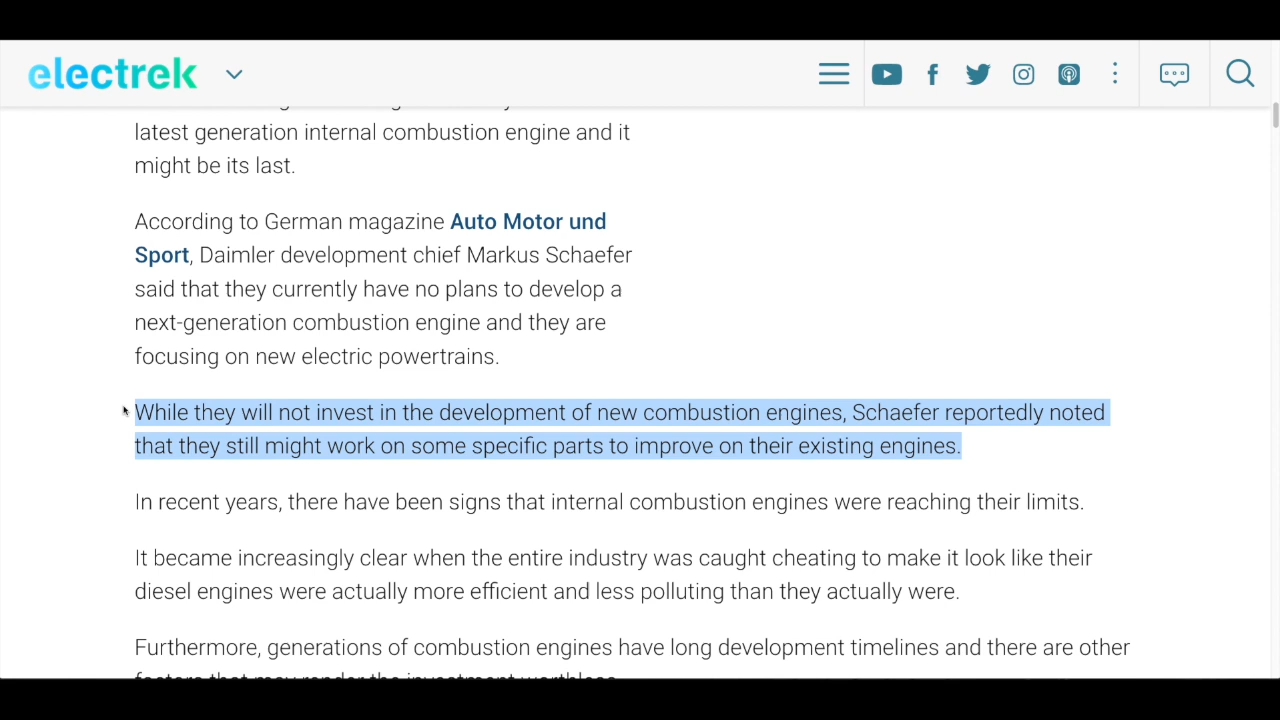 electrek
latest generation internal combustion engine and it
might be its last.
According to German magazine Auto Motor und
Sport, Daimler development chief Markus Schaefer
said that they currently have no plans to develop a
next-generation combustion engine and they are
focusing on new electric powertrains.
While they will not invest in the development of new combustion engines, Schaefer reportedly noted
that they still might work on some specific parts to improve on their existing engines.
In recent years, there have been signs that internal combustion engines were reaching their limits.
It became increasingly clear when the entire industry was caught cheating to make it look like their
diesel engines were actually more efficient and less polluting than they actually were.
Furthermore, generations of combustion engines have long development timelines and there are other
factors that may render the investment worthless.